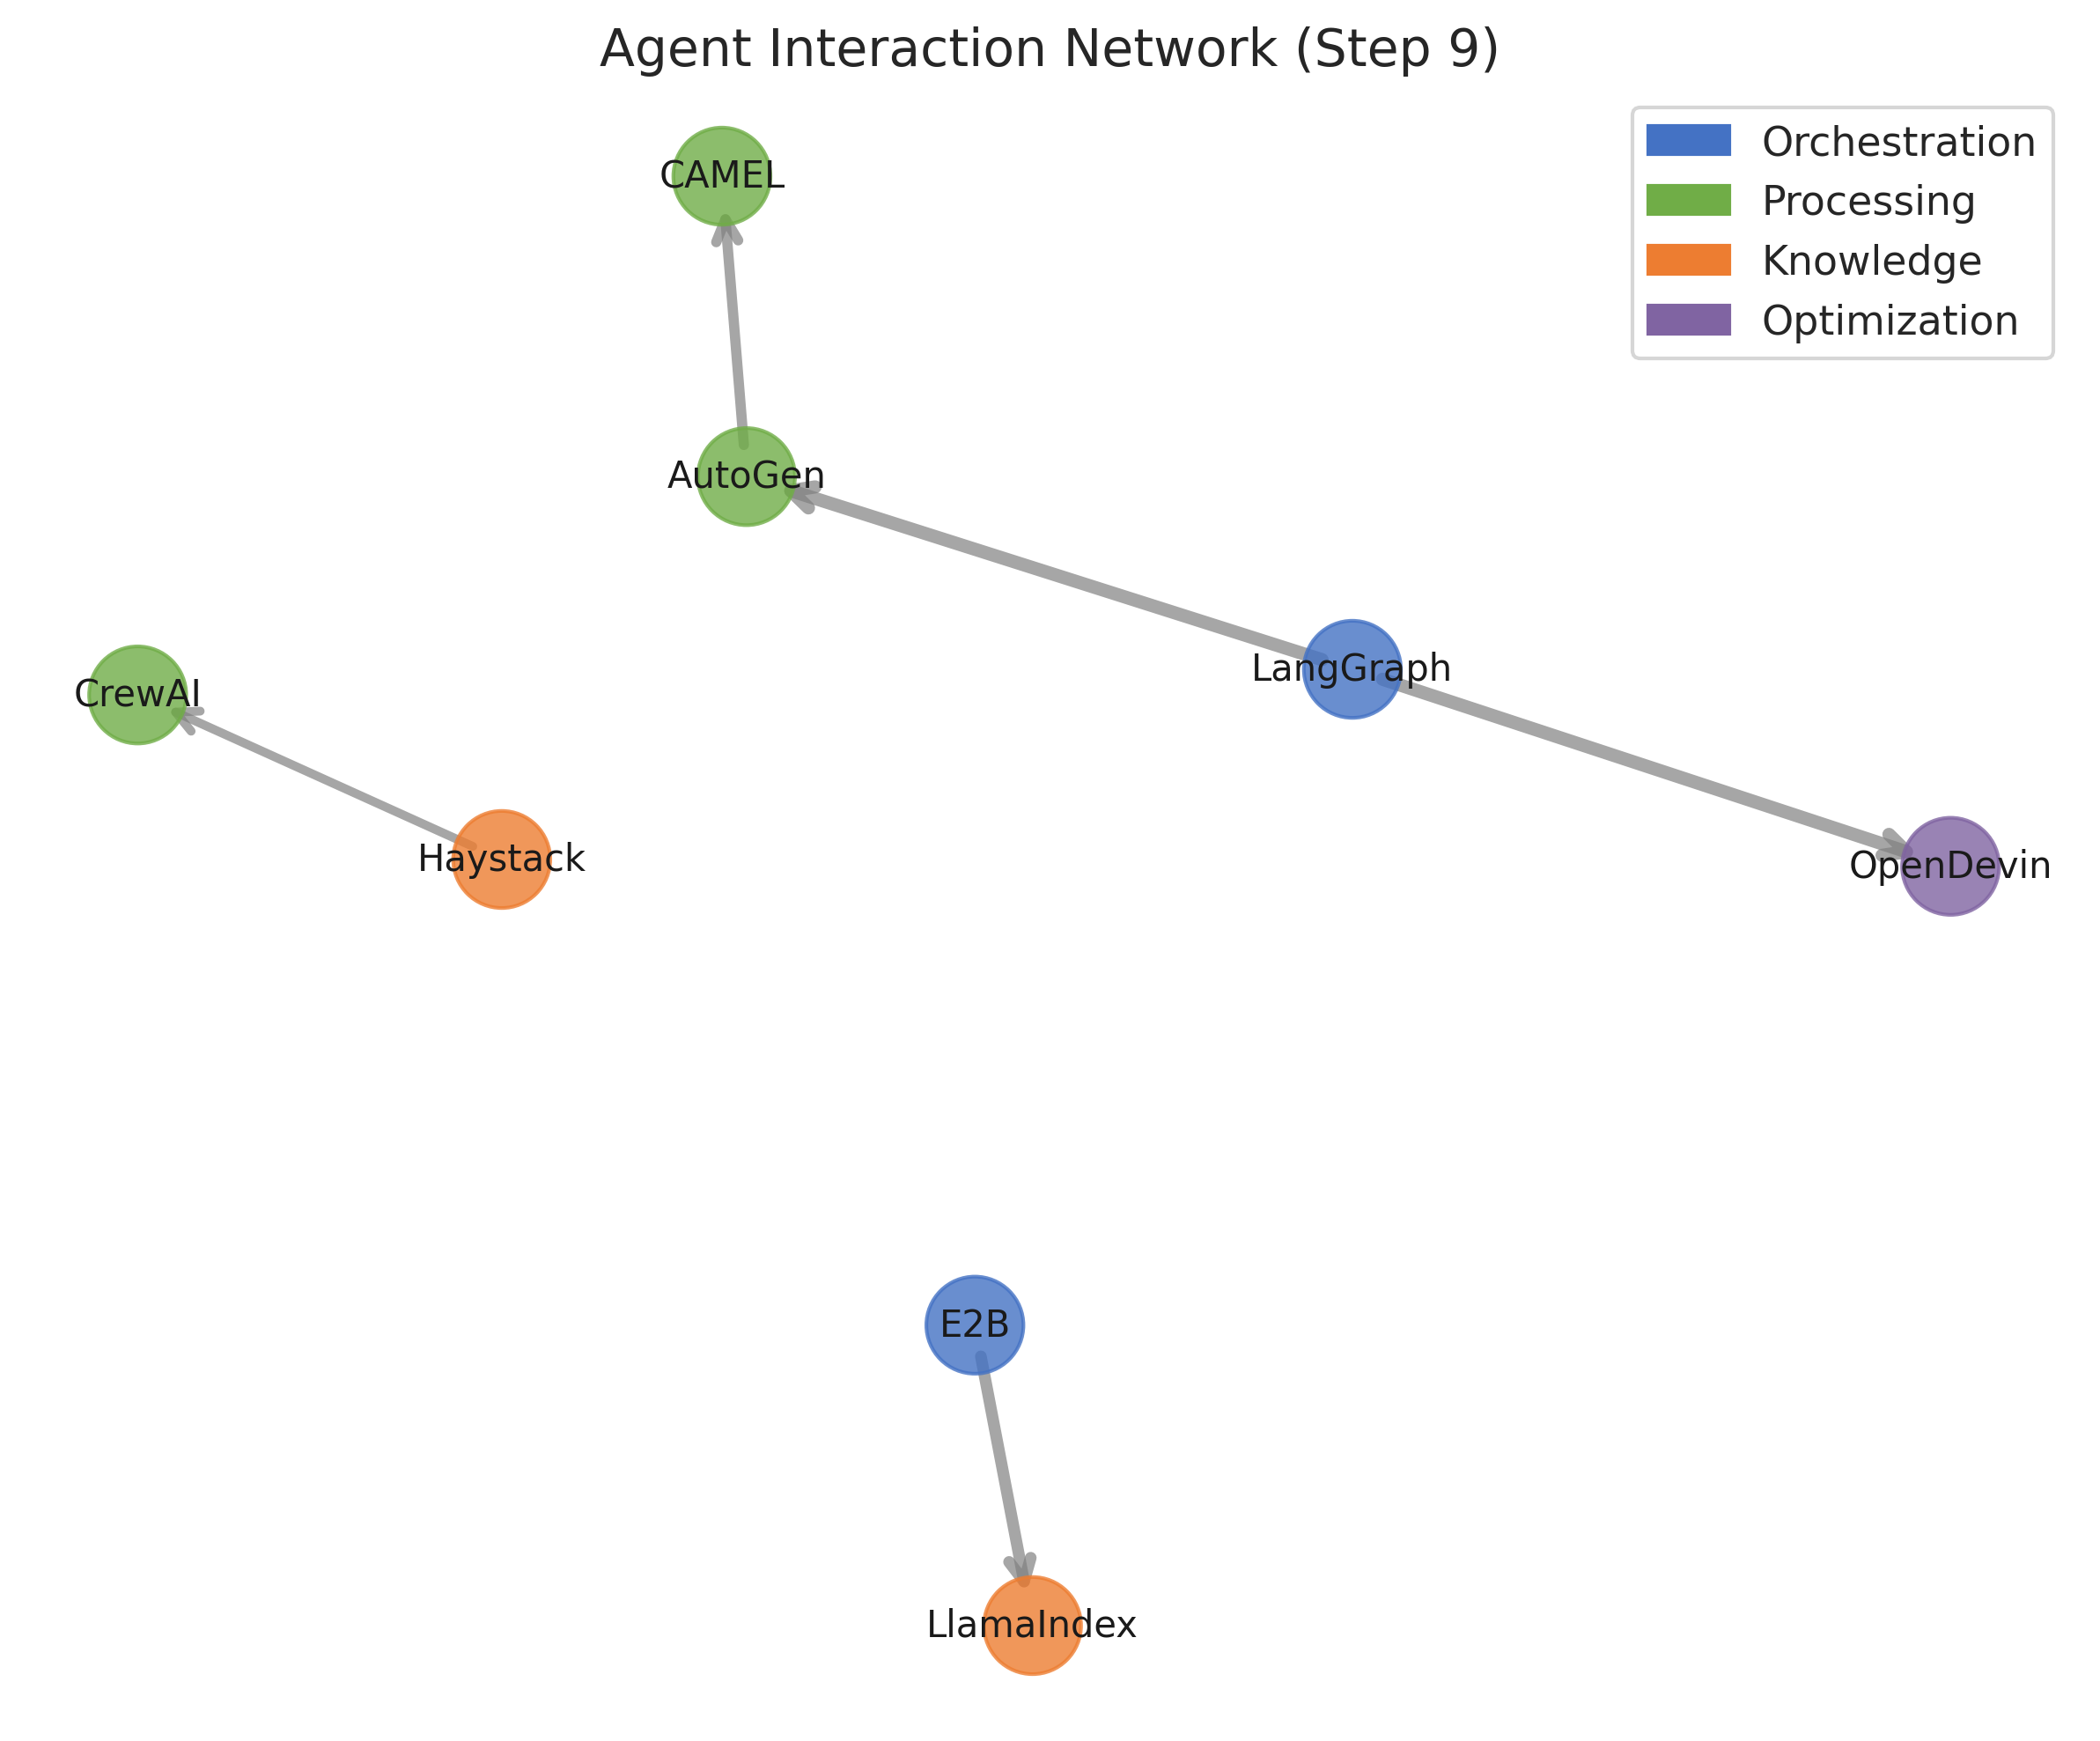 Agent Interaction Network (Step 9)
Orchestration
Processing
Knowledge
Optimization
CAMEL
AutoGen
LangGraph
CrewAI
Haystack
OpenDevin
E2B
LlamaIndex